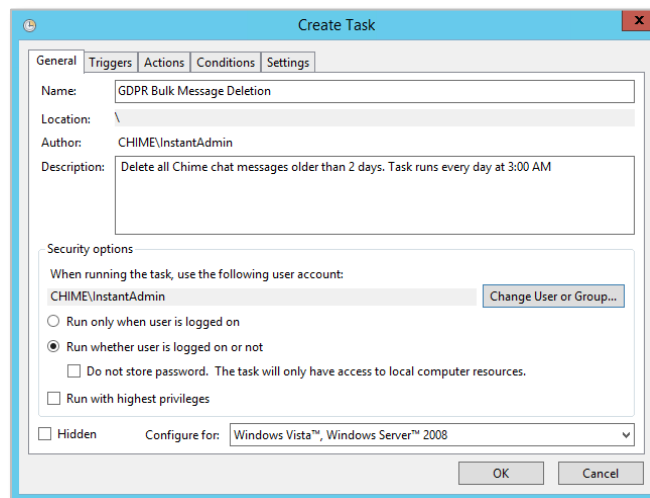 Create Task
x
General Triggers Actions Conditions Settings
Name: GDPR Bulk Message Deletion
Location: \
Author: CHIME\InstantAdmin
Description: Delete all Chime chat messages older than 2 days. Task runs every day at 3:00 AM
Security options
When running the task, use the following user account:
CHIME\InstantAdmin Change User or Group...
Run only when user is logged on
Run whether user is logged on or not
Do not store password. The task will only have access to local computer resources.
Run with highest privileges
Hidden Configure for: Windows Vista™, Windows Server™ 2008
OK Cancel